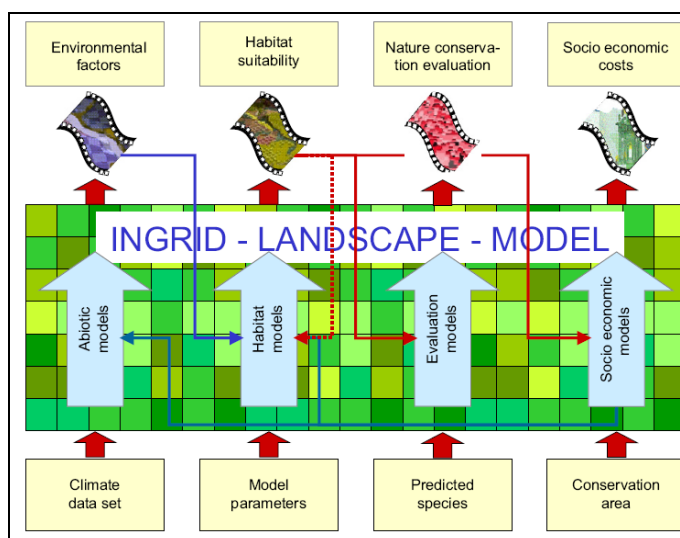 Environmental
factors
Habitat
suitability
Nature conserva-
tion evaluation
Socio economic
costs
INGRID - LANDSCAPE - MODEL
Abiotic
models
Habitat
models
Evaluation
models
Socio economic
models
Climate
data set
Model
parameters
Predicted
species
Conservation
area